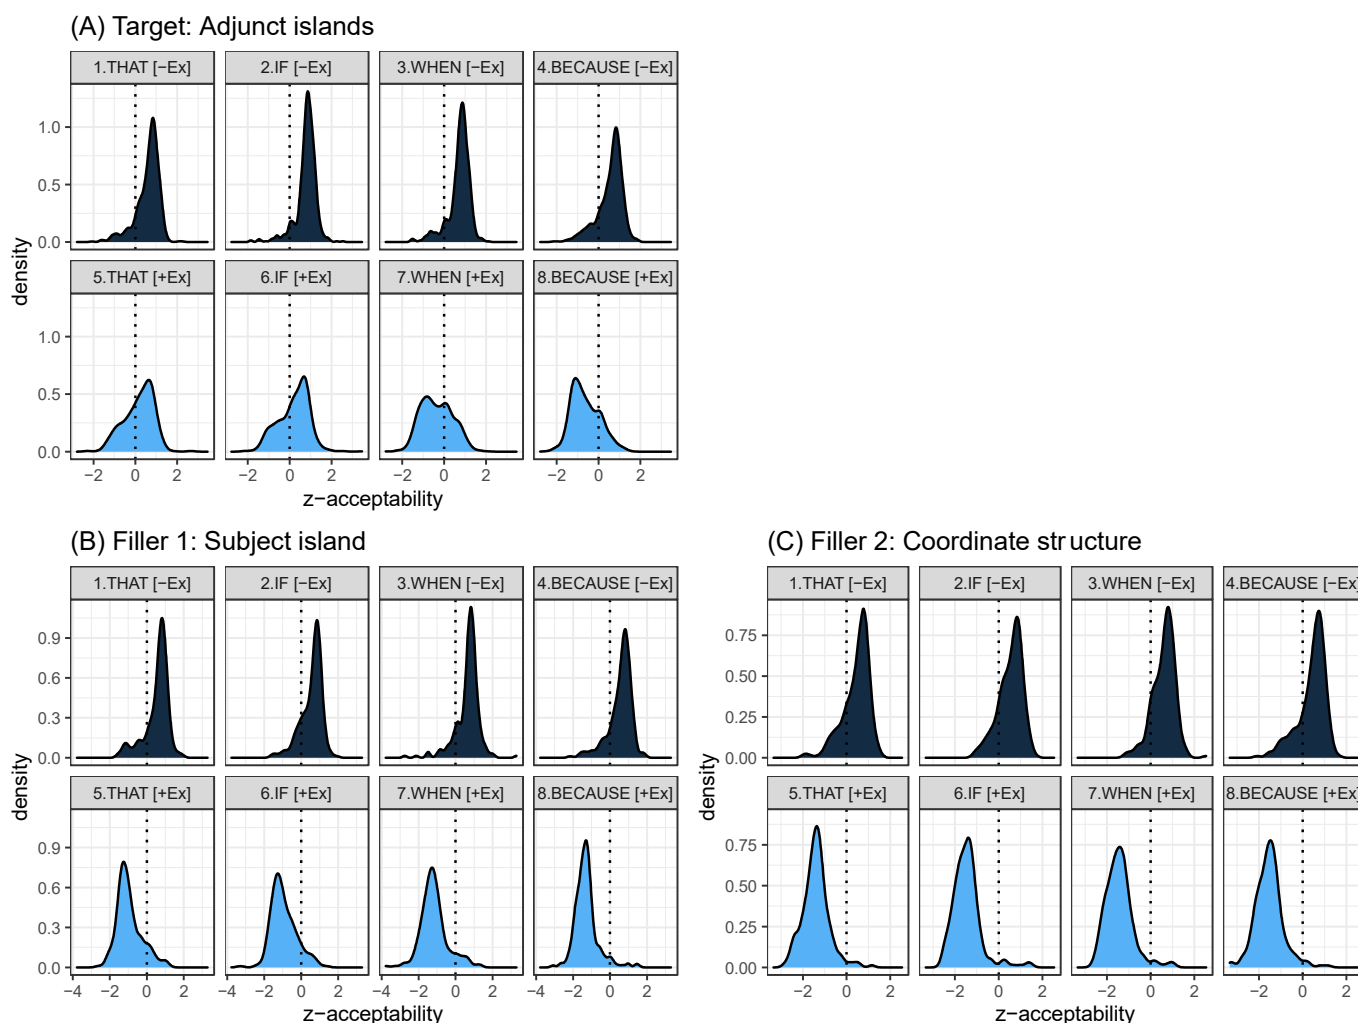 (A) Target: Adjunct islands
1.THAT [−Ex] 2.IF [−Ex] 3.WHEN [−Ex] 4.BECAUSE [−Ex]
1.0
0.5
0.0
5.THAT [+Ex] 6.IF [+Ex] 7.WHEN [+Ex] 8.BECAUSE [+Ex]
1.0
0.5
0.0
density
−2 0 2 −2 0 2 −2 0 2 −2 0 2
z−acceptability
(B) Filler 1: Subject island
1.THAT [−Ex] 2.IF [−Ex] 3.WHEN [−Ex] 4.BECAUSE [−Ex]
0.9
0.6
0.3
0.0
5.THAT [+Ex] 6.IF [+Ex] 7.WHEN [+Ex] 8.BECAUSE [+Ex]
0.9
0.6
0.3
0.0
density
−4 −2 0 2 −4 −2 0 2 −4 −2 0 2 −4 −2 0 2
z−acceptability
(C) Filler 2: Coordinate structure
1.THAT [−Ex] 2.IF [−Ex] 3.WHEN [−Ex] 4.BECAUSE [−Ex]
0.75
0.50
0.25
0.00
5.THAT [+Ex] 6.IF [+Ex] 7.WHEN [+Ex] 8.BECAUSE [+Ex]
0.75
0.50
0.25
0.00
density
−2 0 2 −2 0 2 −2 0 2 −2 0 2
z−acceptability